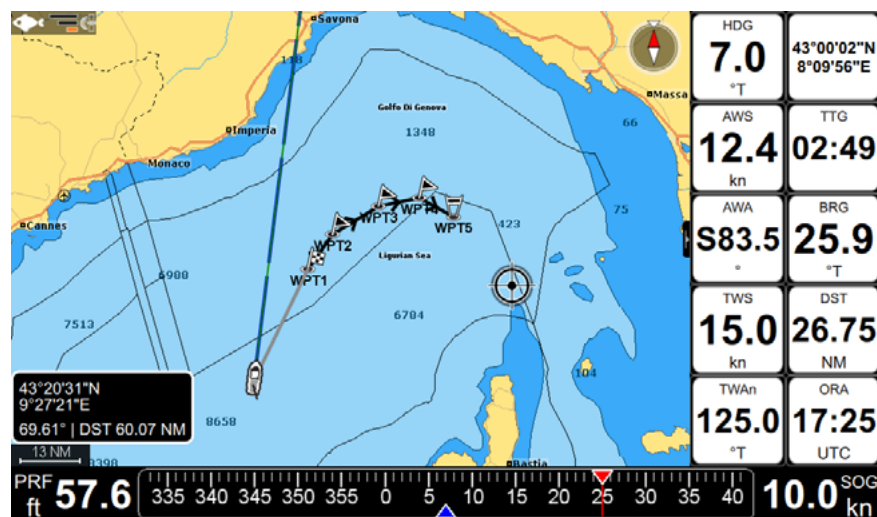 Savona
118
Golfo Di Genova
Massa
Imperia
1348
66
Monaco
WPT3
WPT4
75
Cannes
WPT2
423
WPT5
Ligurian Sea
6988
WPT1
7513
6784
104
43°20'31"N
9°27'21"E
69.61° | DST 60.07 NM
8658
13 NM
3390
Bastia
HDG
7.0
°T
43°00'02"N
8°09'56"E
AWS
12.4
kn
TTG
02:49
AWA
S83.5
°
BRG
25.9
°T
TWS
15.0
kn
DST
26.75
NM
TWAn
125.0
°T
ORA
17:25
UTC
PRF
ft 57.6
335 340 345 350 355 0 5 10 15 20 25 30 35 40
10.0 SOG
kn